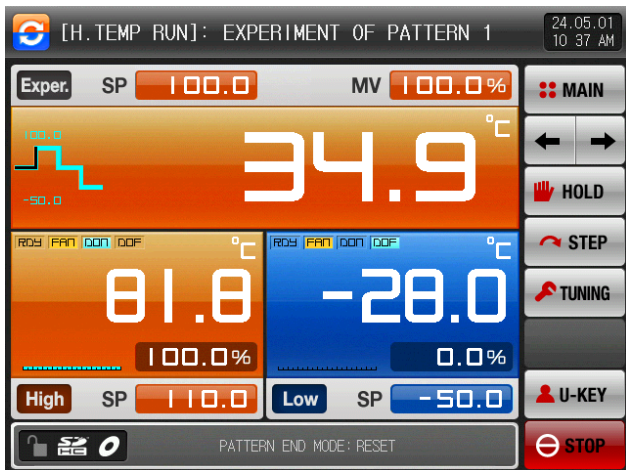 [H.TEMP RUN]: EXPERIMENT OF PATTERN 1
24.05.01
10 37 AM
Exper. SP 100.0 MV 100.0%
MAIN
100.0
-50.0
34.9 °C
HOLD
STEP
RDY FAN DON DOF °C
81.8
100.0%
RDY FAN DON DOF °C
-28.0
0.0%
TUNING
High SP 110.0
Low SP -50.0
U-KEY
SD HC
PATTERN END MODE: RESET
STOP